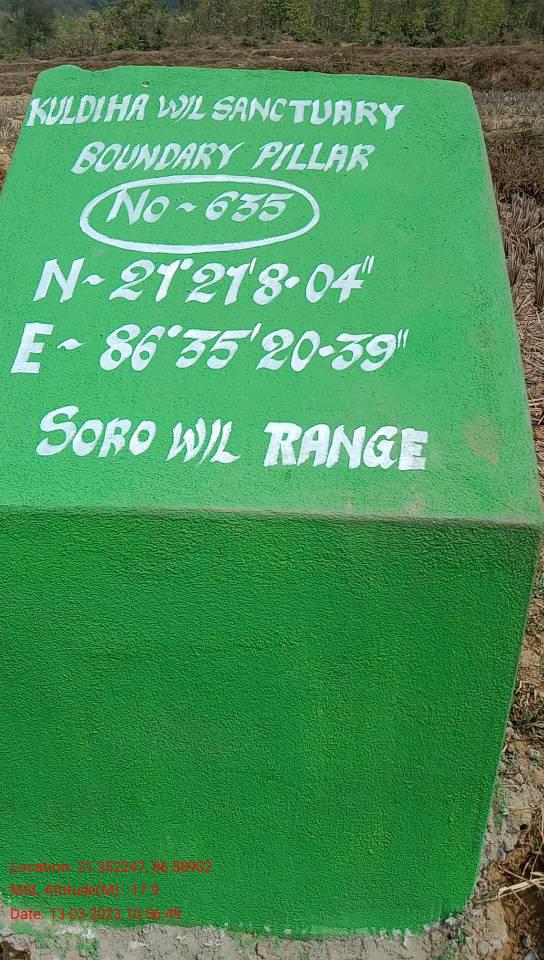 KULDIHA W/L SANCTUARY
BOUNDARY PILLAR
No ~ 635
N~ 21°21'8.04"
E~ 86°35'20.39"
SORO W/L RANGE
Location: 21.352247, 86.58902
MSL Altitude(M): -17.9
Date: 13-03-2023 10:56:49